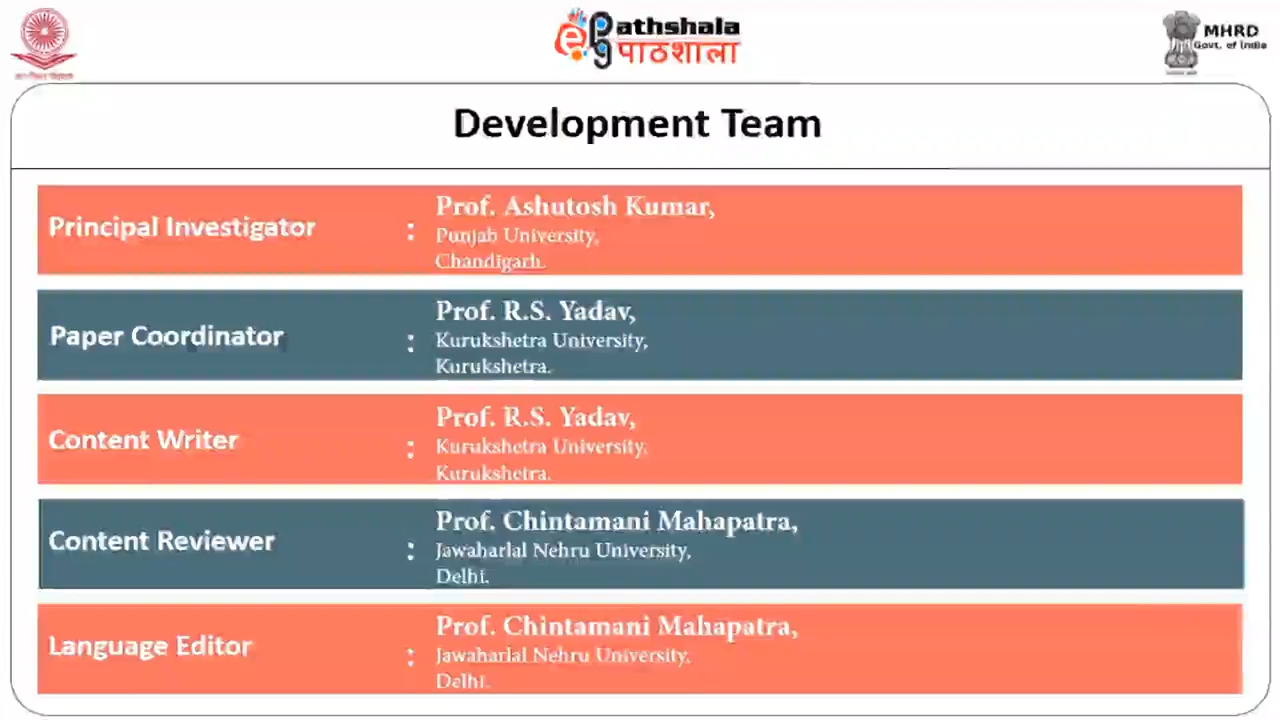 Pathshala
पाठशाला
MHRD
Govt. of India
Development Team
Principal Investigator : Prof. Ashutosh Kumar,
Punjab University,
Chandigarh.
Paper Coordinator : Prof. R.S. Yadav,
Kurukshetra University,
Kurukshetra.
Content Writer : Prof. R.S. Yadav,
Kurukshetra University,
Kurukshetra.
Content Reviewer : Prof. Chintamani Mahapatra,
Jawaharlal Nehru University,
Delhi.
Language Editor : Prof. Chintamani Mahapatra,
Jawaharlal Nehru University,
Delhi.